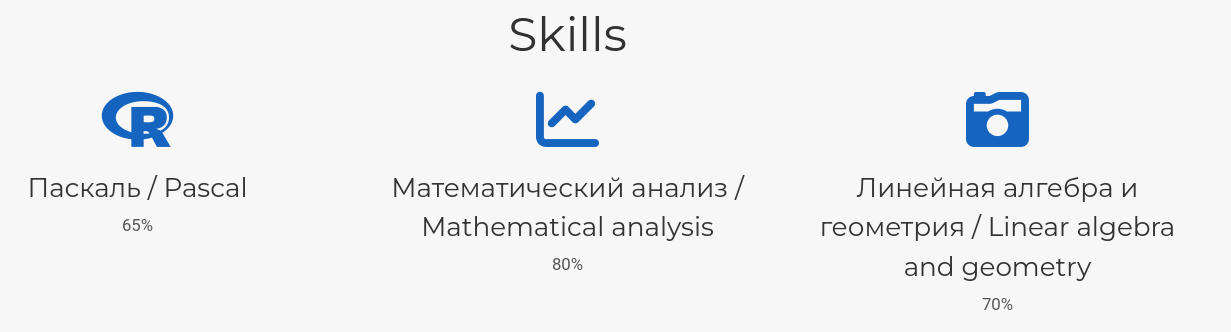 Skills
R
Паскаль / Pascal
65%
Математический анализ /
Mathematical analysis
80%
Линейная алгебра и
геометрия / Linear algebra
and geometry
70%